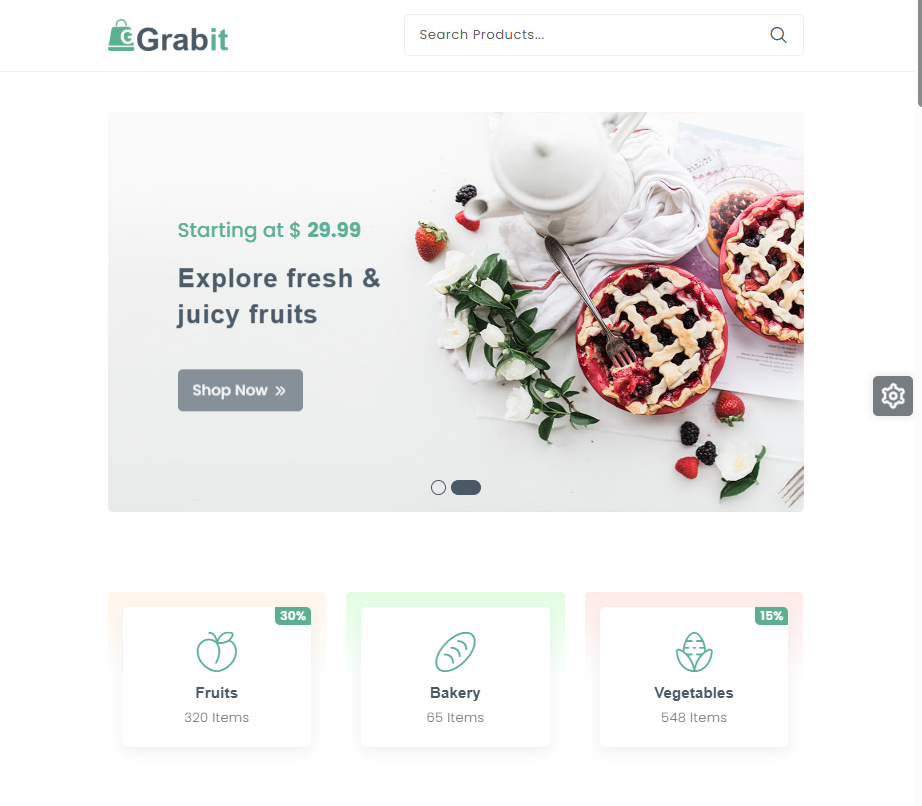 Grabit
Search Products...
Starting at $ 29.99
Explore fresh &
juicy fruits
Shop Now »
30%
15%
Fruits
Bakery
Vegetables
320 Items
65 Items
548 Items